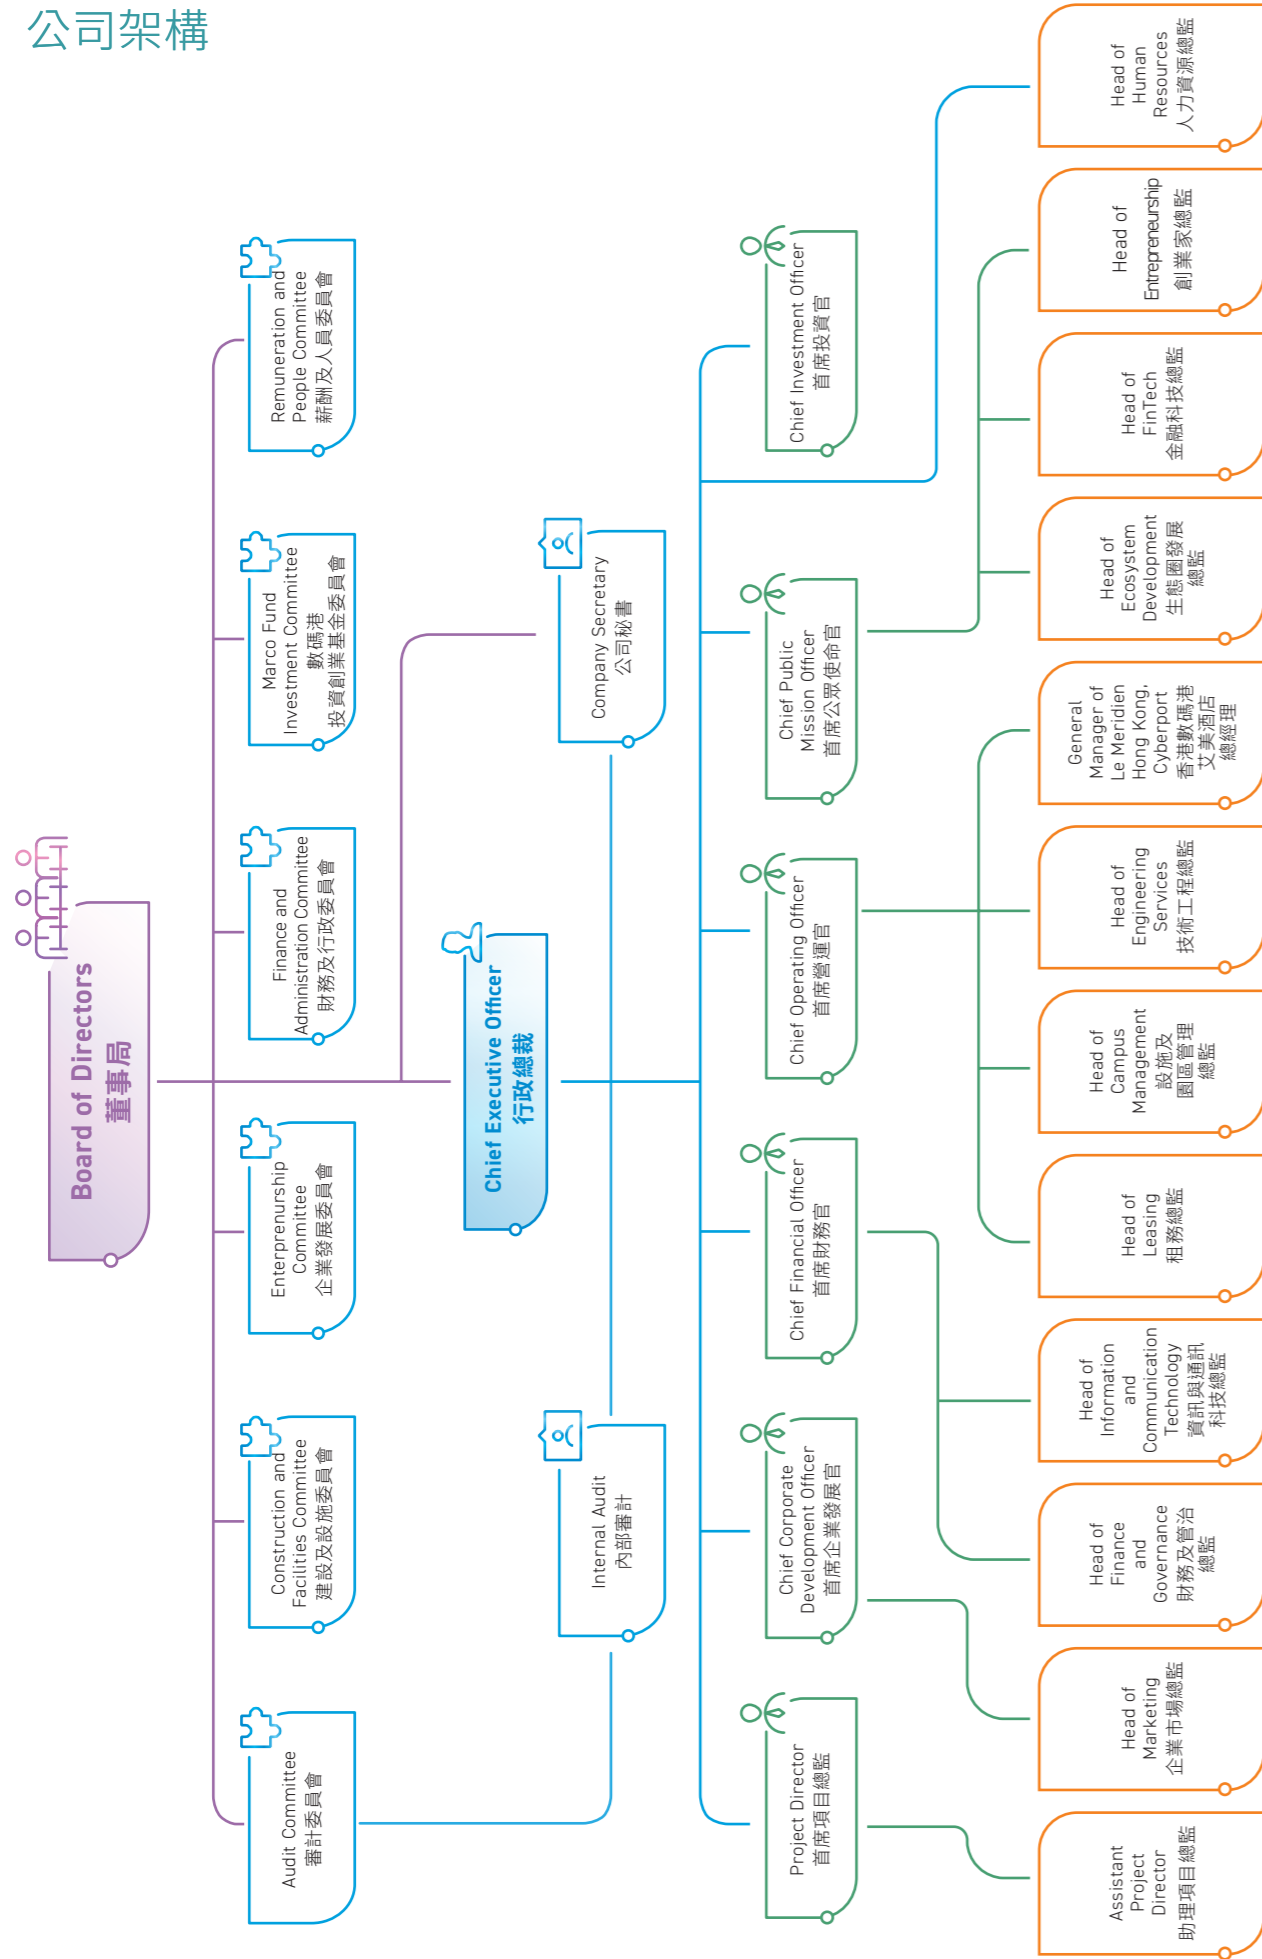 公司架構
Board of Directors
董事局
Audit Committee
審計委員會
Construction and
Facilities Committee
建設及設施委員會
Enterprenurship
Committee
企業發展委員會
Finance and
Administration Committee
財務及行政委員會
Marco Fund
Investment Committee
數碼港
投資創業基金委員會
Remuneration and
People Committee
薪酬及人員委員會
Chief Executive Officer
行政總裁
Internal Audit
內部審計
Company Secretary
公司秘書
Project Director
首席項目總監
Chief Corporate
Development Officer
首席企業發展官
Chief Financial Officer
首席財務官
Chief Operating Officer
首席營運官
Chief Public
Mission Officer
首席公眾使命官
Chief Investment Officer
首席投資官
Assistant
Project
Director
助理項目總監
Head of
Marketing
企業市場總監
Head of
Finance
and
Governance
財務及管治
總監
Head of
Information
and
Communication
Technology
資訊與通訊
科技總監
Head of
Leasing
租務總監
Head of
Campus
Management
設施及
園區管理
總監
Head of
Engineering
Services
技術工程總監
General
Manager of
Le Meridien
Hong Kong,
Cyberport
香港數碼港
艾美酒店
總經理
Head of
Ecosystem
Development
生態圈發展
總監
Head of
FinTech
金融科技總監
Head of
Entrepreneurship
創業家總監
Head of
Human
Resources
人力資源總監